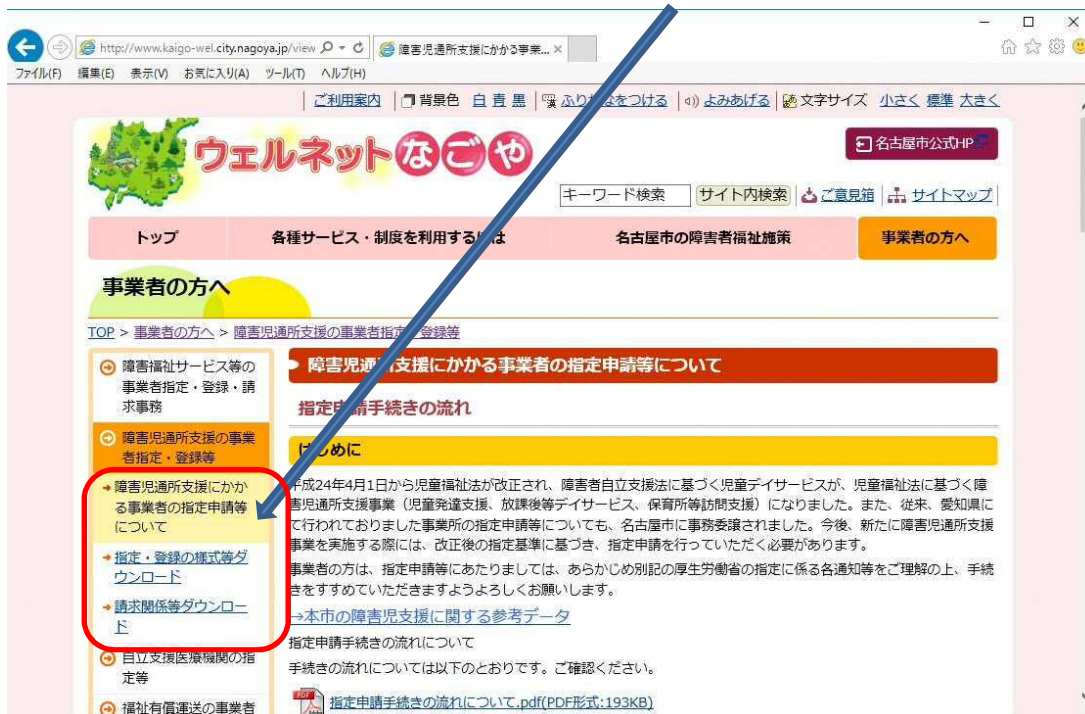 http://www.kaigo-wel.city.nagoya.jp/view
障害児通所支援にかかる事業...
ファイル(F) 編集(E) 表示(V) お気に入り(A) ツール(T) ヘルプ(H)
ご利用案内 背景色 白 青 黒 ふりがなをつける よみあげる 文字サイズ 小さく 標準 大きく
ウェルネットなごや
名古屋市公式HP
キーワード検索 サイト内検索 ご意見箱 サイトマップ
トップ 各種サービス・制度を利用するには 名古屋市の障害者福祉施策 事業者の方へ
事業者の方へ
TOP > 事業者の方へ > 障害児通所支援の事業者指定・登録等
障害福祉サービス等の
事業者指定・登録・請
求事務
障害児通所支援の事業
者指定・登録等
障害児通所支援にかか
る事業者の指定申請等
について
指定・登録の様式等ダ
ウンロード
請求関係等ダウンロー
ド
自立支援医療機関の指
定等
福祉有償運送の事業者
障害児通所支援にかかる事業者の指定申請等について
指定申請手続きの流れ
はじめに
平成24年4月1日から児童福祉法が改正され、障害者自立支援法に基づく児童デイサービスが、児童福祉法に基づく障
害児通所支援事業（児童発達支援、放課後等デイサービス、保育所等訪問支援）になりました。また、従来、愛知県に
て行われておりました事業所の指定申請等についても、名古屋市に事務委譲されました。今後、新たに障害児通所支援
事業を実施する際には、改正後の指定基準に基づき、指定申請を行っていただく必要があります。
事業者の方は、指定申請等にあたりましては、あらかじめ別記の厚生労働省の指定に係る各通知等をご理解の上、手続
きをすすめていただきますようよろしくお願いします。
→本市の障害児支援に関する参考データ
指定申請手続きの流れについて
手続きの流れについては以下のとおりです。ご確認ください。
指定申請手続きの流れについて.pdf(PDF形式:193KB)